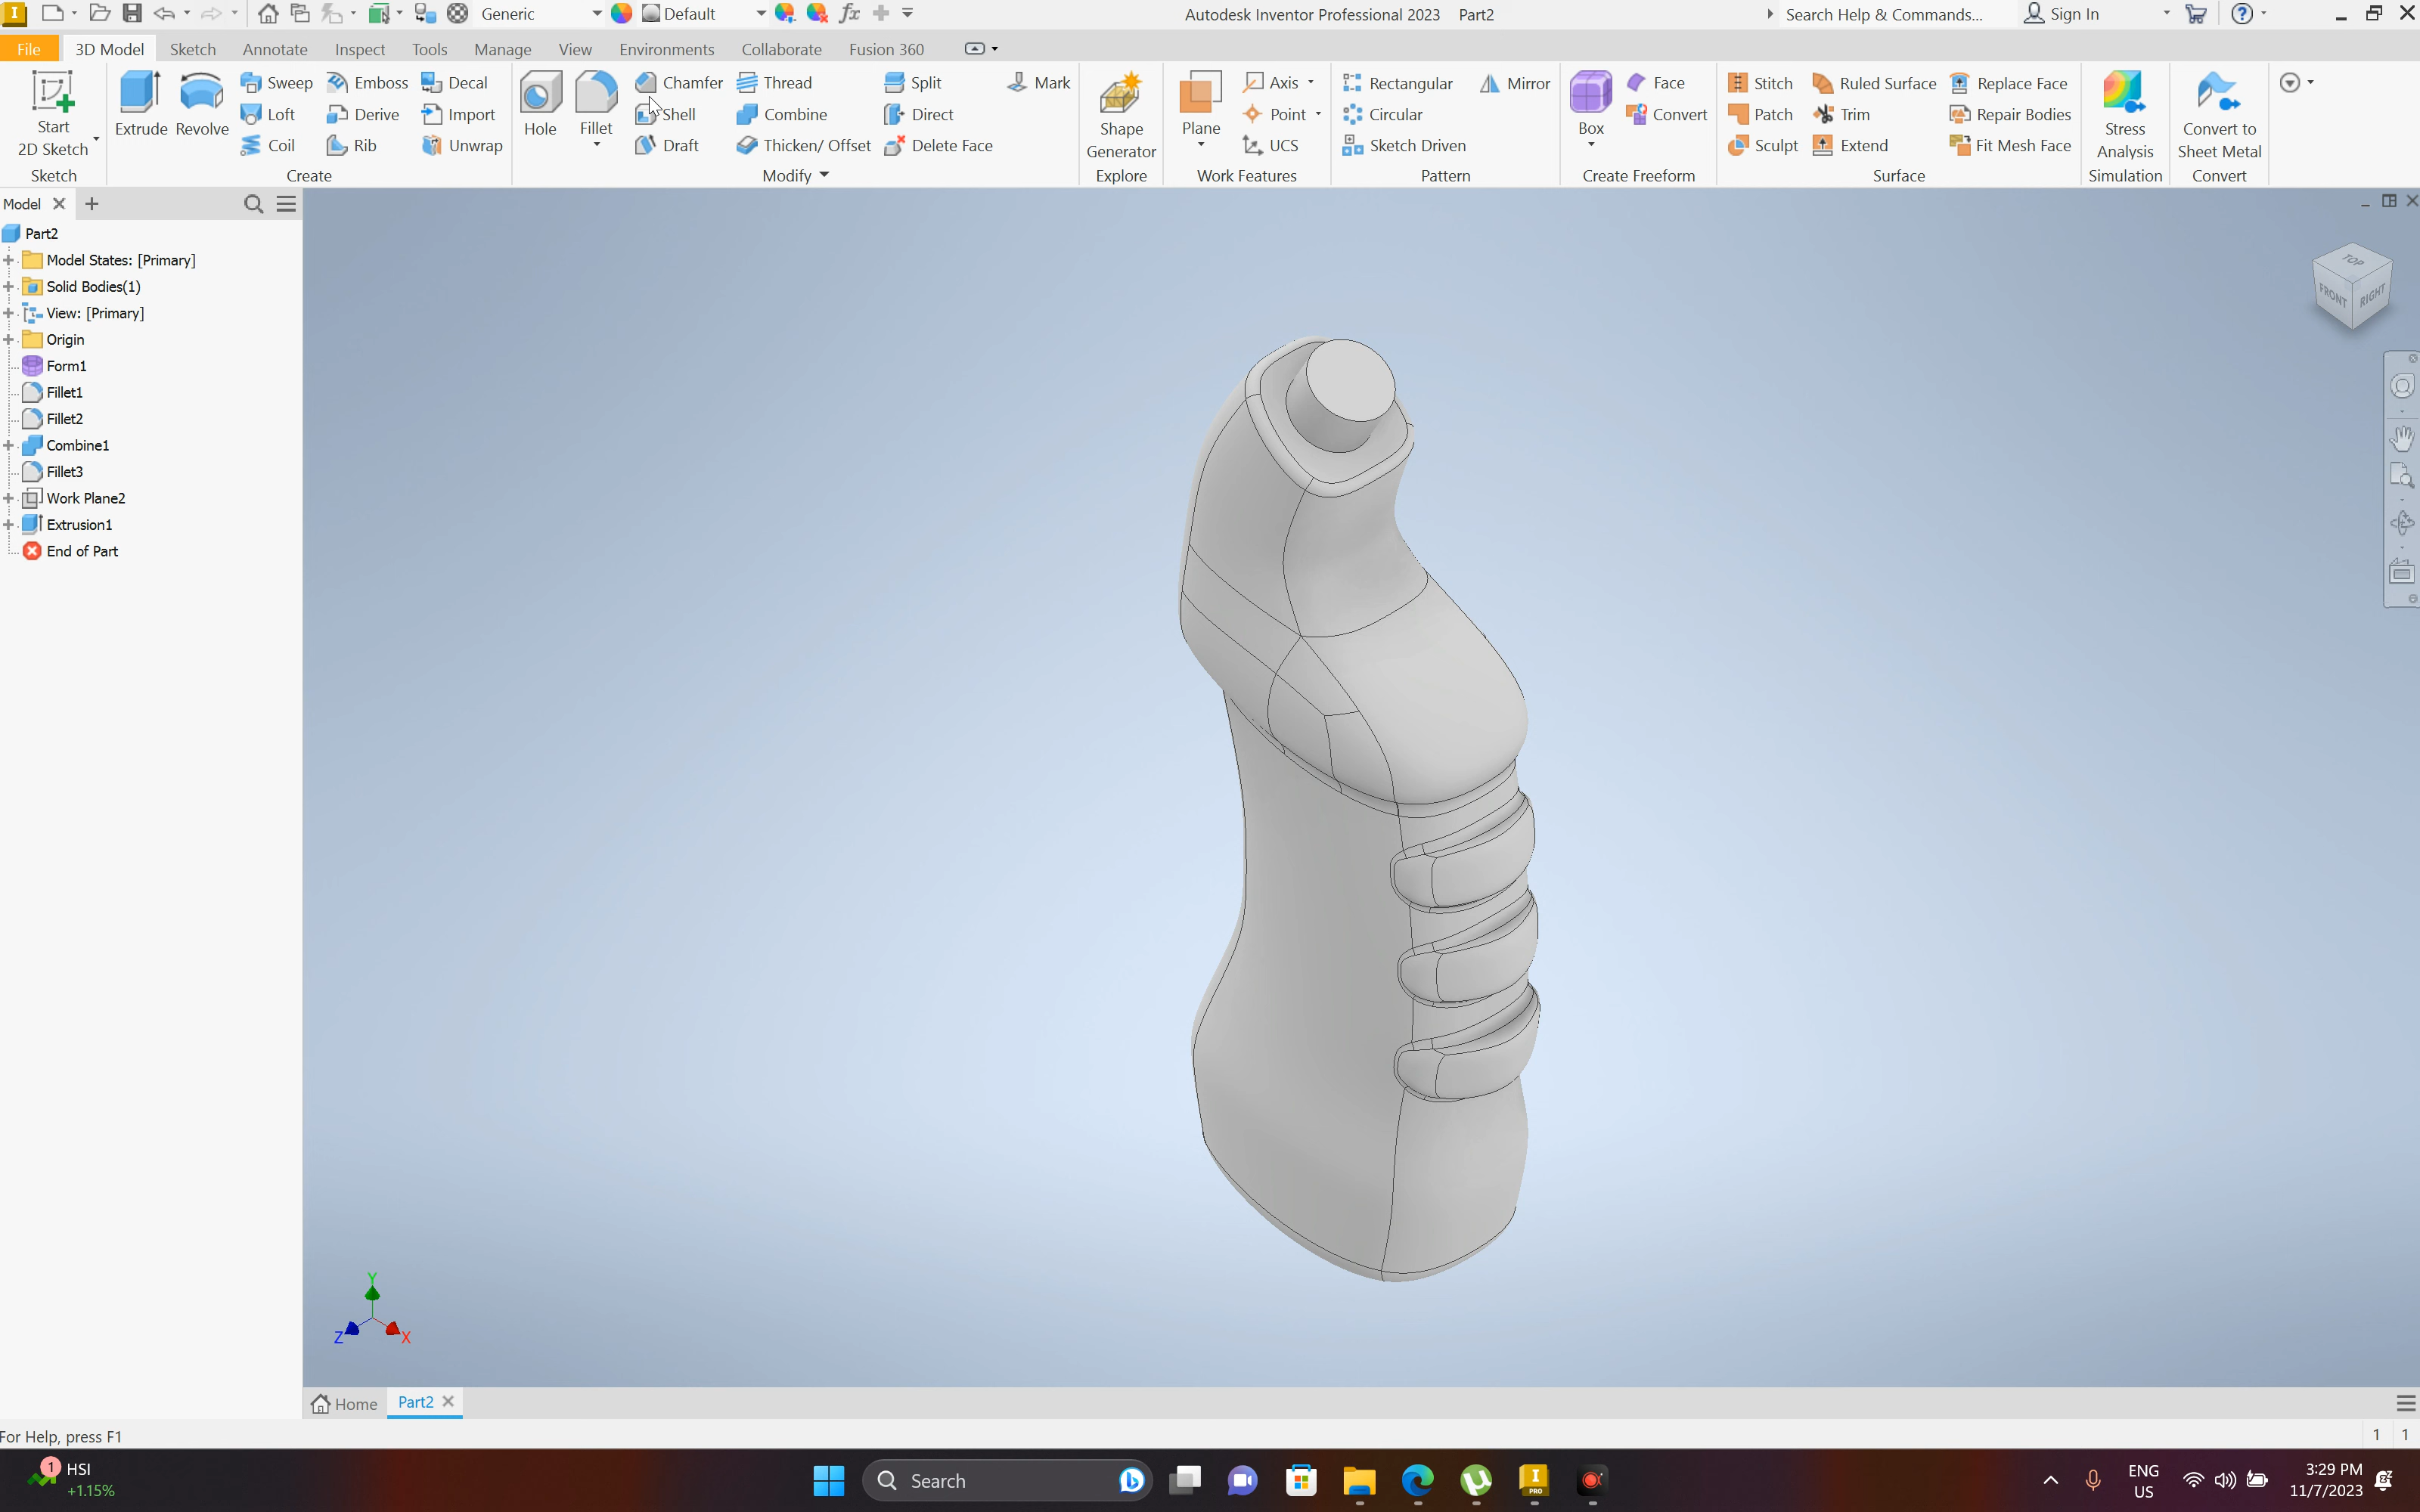 Generic
Default
Autodesk Inventor Professional 2023 Part2
Search Help & Commands...
Sign In
File
3D Model
Sketch
Annotate
Inspect
Tools
Manage
View
Environments
Collaborate
Fusion 360
Start
2D Sketch
Sketch
Extrude
Revolve
Sweep
Loft
Coil
Emboss
Derive
Rib
Decal
Import
Unwrap
Create
Hole
Fillet
Chamfer
Shell
Draft
Thread
Combine
Thicken/ Offset
Split
Direct
Delete Face
Mark
Modify
Shape
Generator
Explore
Plane
Axis
Point
UCS
Work Features
Rectangular
Circular
Sketch Driven
Mirror
Pattern
Box
Face
Convert
Create Freeform
Stitch
Patch
Sculpt
Ruled Surface
Trim
Extend
Replace Face
Repair Bodies
Fit Mesh Face
Surface
Stress
Analysis
Simulation
Convert to
Sheet Metal
Convert
Model
Part2
Model States: [Primary]
Solid Bodies(1)
View: [Primary]
Origin
Form1
Fillet1
Fillet2
Combine1
Fillet3
Work Plane2
Extrusion1
End of Part
TOP
FRONT
RIGHT
Y
Z
X
Home
Part2
For Help, press F1
1 1
1
HSI
+1.15%
Search
PRO
ENG
US
3:29 PM
11/7/2023